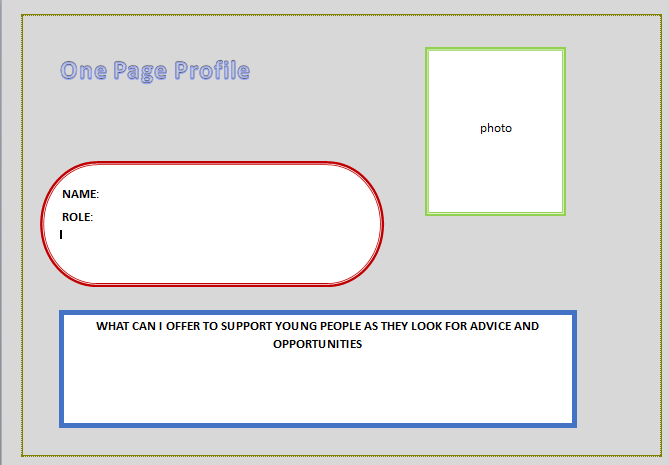 One Page Profile
photo
NAME:
ROLE:
WHAT CAN I OFFER TO SUPPORT YOUNG PEOPLE AS THEY LOOK FOR ADVICE AND
OPPORTUNITIES